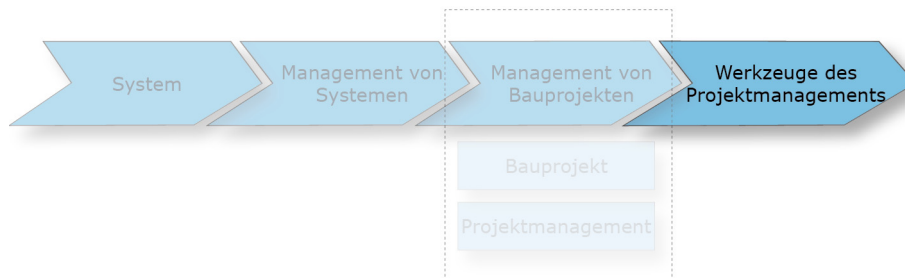 System
Management von
Systemen
Management von
Bauprojekten
Werkzeuge des
Projektmanagements
Bauprojekt
Projektmanagement